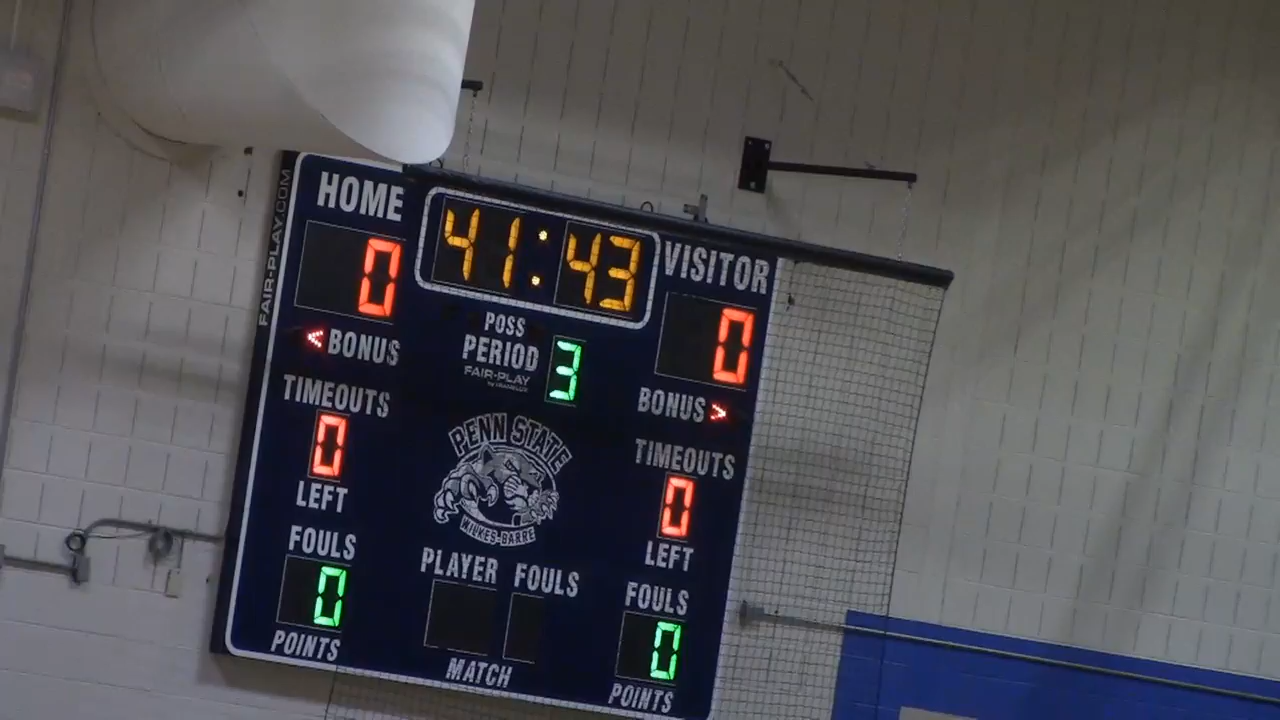 FAIR-PLAY.COM
HOME
41:43
VISITOR
0
0
POSS
PERIOD
3
FAIR-PLAY
< BONUS
BONUS >
TIMEOUTS
0
LEFT
TIMEOUTS
0
LEFT
PENN STATE
WILKES-BARRE
FOULS
0
POINTS
PLAYER FOULS
MATCH
FOULS
0
POINTS